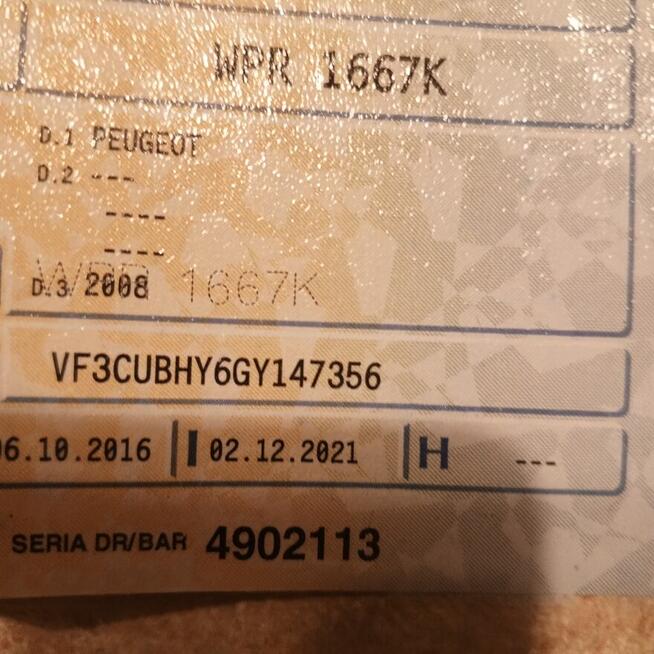 WPR 1667K
D.1 PEUGEOT
D.2 ---
----
----
D.3 2008
WPR 1667K
VF3CUBHY6GY147356
06.10.2016 I 02.12.2021 H ---
SERIA DR/BAR 4902113